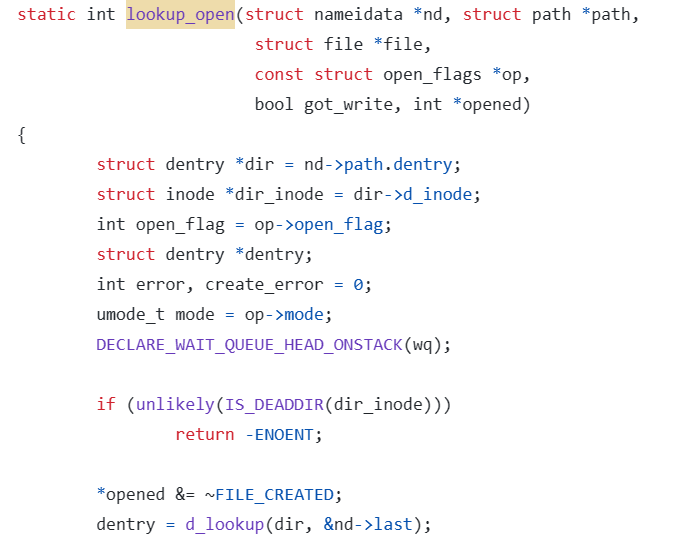 static int lookup_open(struct nameidata *nd, struct path *path,
                        struct file *file,
                        const struct open_flags *op,
                        bool got_write, int *opened)
{
        struct dentry *dir = nd->path.dentry;
        struct inode *dir_inode = dir->d_inode;
        int open_flag = op->open_flag;
        struct dentry *dentry;
        int error, create_error = 0;
        umode_t mode = op->mode;
        DECLARE_WAIT_QUEUE_HEAD_ONSTACK(wq);

        if (unlikely(IS_DEADDIR(dir_inode)))
                return -ENOENT;

        *opened &= ~FILE_CREATED;
        dentry = d_lookup(dir, &nd->last);